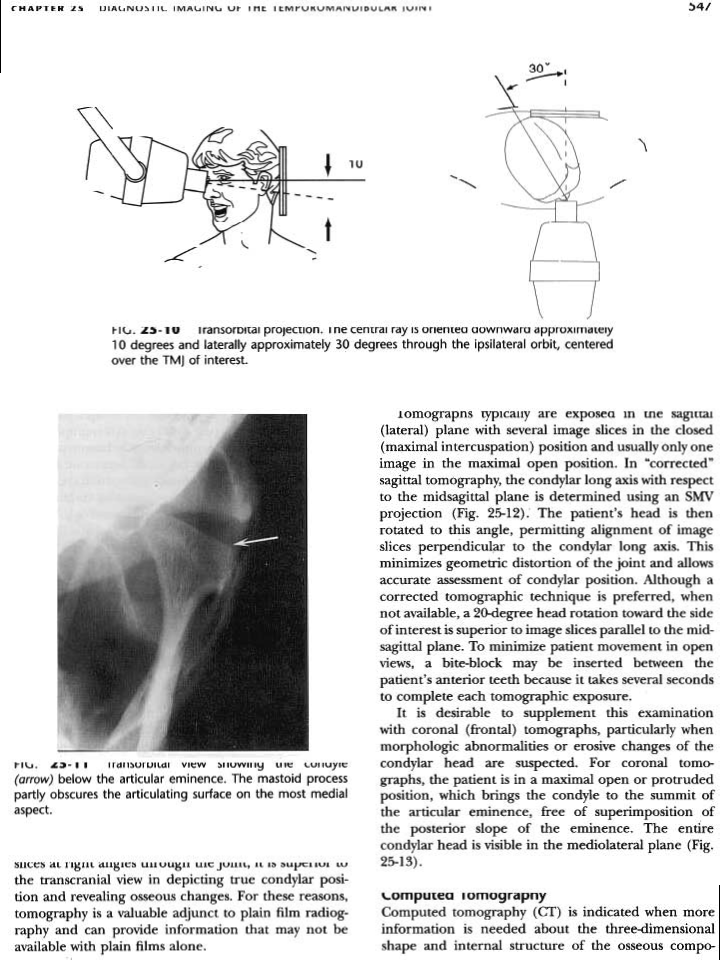 CHAPTER 25 DIAGNOSTIC IMAGING OF THE TEMPOROMANDIBULAR JOINT 547
30°
10
FIG. 25-10 Transorbital projection. The central ray is oriented downward approximately
10 degrees and laterally approximately 30 degrees through the ipsilateral orbit, centered
over the TMJ of interest.
FIG. 25-11 Transorbital view showing the condyle
(arrow) below the articular eminence. The mastoid process
partly obscures the articulating surface on the most medial
aspect.
slices at right angles through the joint, it is superior to
the transcranial view in depicting true condylar posi-
tion and revealing osseous changes. For these reasons,
tomography is a valuable adjunct to plain film radiog-
raphy and can provide information that may not be
available with plain films alone.
Tomographs typically are exposed in the sagittal
(lateral) plane with several image slices in the closed
(maximal intercuspation) position and usually only one
image in the maximal open position. In "corrected"
sagittal tomography, the condylar long axis with respect
to the midsagittal plane is determined using an SMV
projection (Fig. 25-12). The patient's head is then
rotated to this angle, permitting alignment of image
slices perpendicular to the condylar long axis. This
minimizes geometric distortion of the joint and allows
accurate assessment of condylar position. Although a
corrected tomographic technique is preferred, when
not available, a 20-degree head rotation toward the side
of interest is superior to image slices parallel to the mid-
sagittal plane. To minimize patient movement in open
views, a bite-block may be inserted between the
patient's anterior teeth because it takes several seconds
to complete each tomographic exposure.
It is desirable to supplement this examination
with coronal (frontal) tomographs, particularly when
morphologic abnormalities or erosive changes of the
condylar head are suspected. For coronal tomo-
graphs, the patient is in a maximal open or protruded
position, which brings the condyle to the summit of
the articular eminence, free of superimposition of
the posterior slope of the eminence. The entire
condylar head is visible in the mediolateral plane (Fig.
25-13).
Computed Tomography
Computed tomography (CT) is indicated when more
information is needed about the three-dimensional
shape and internal structure of the osseous compo-